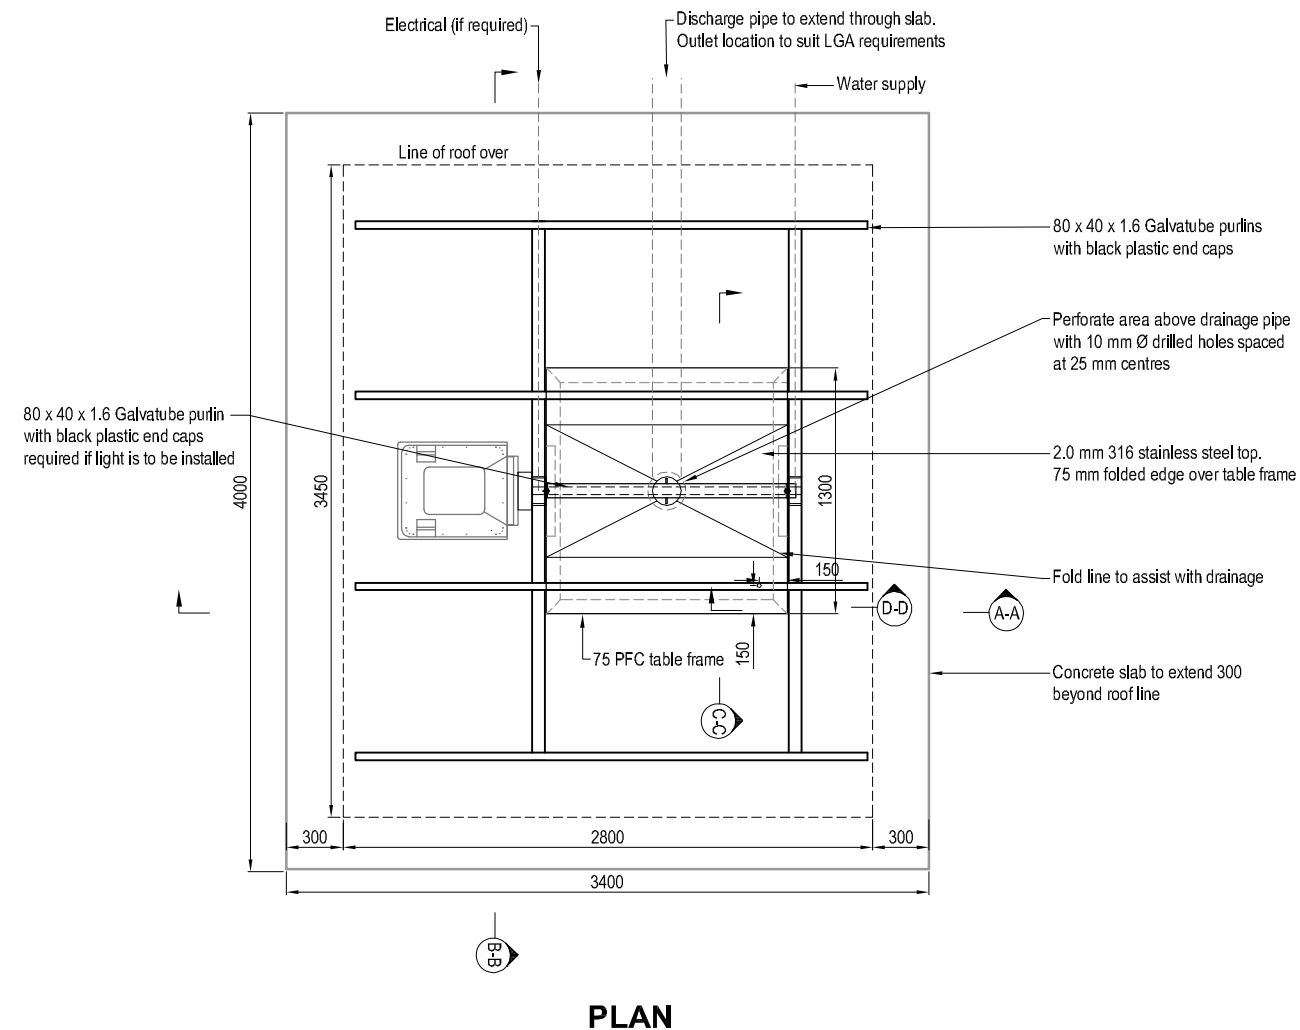 Electrical (if required)
Discharge pipe to extend through slab.
Outlet location to suit LGA requirements
Water supply
Line of roof over
80 x 40 x 1.6 Galvatube purlins
with black plastic end caps
Perforate area above drainage pipe
with 10 mm Ø drilled holes spaced
at 25 mm centres
80 x 40 x 1.6 Galvatube purlin
with black plastic end caps
required if light is to be installed
2.0 mm 316 stainless steel top.
75 mm folded edge over table frame
4000
3450
1300
150
Fold line to assist with drainage
D-D
A-A
75 PFC table frame
150
Concrete slab to extend 300
beyond roof line
C-C
300
2800
300
3400
B-B
PLAN